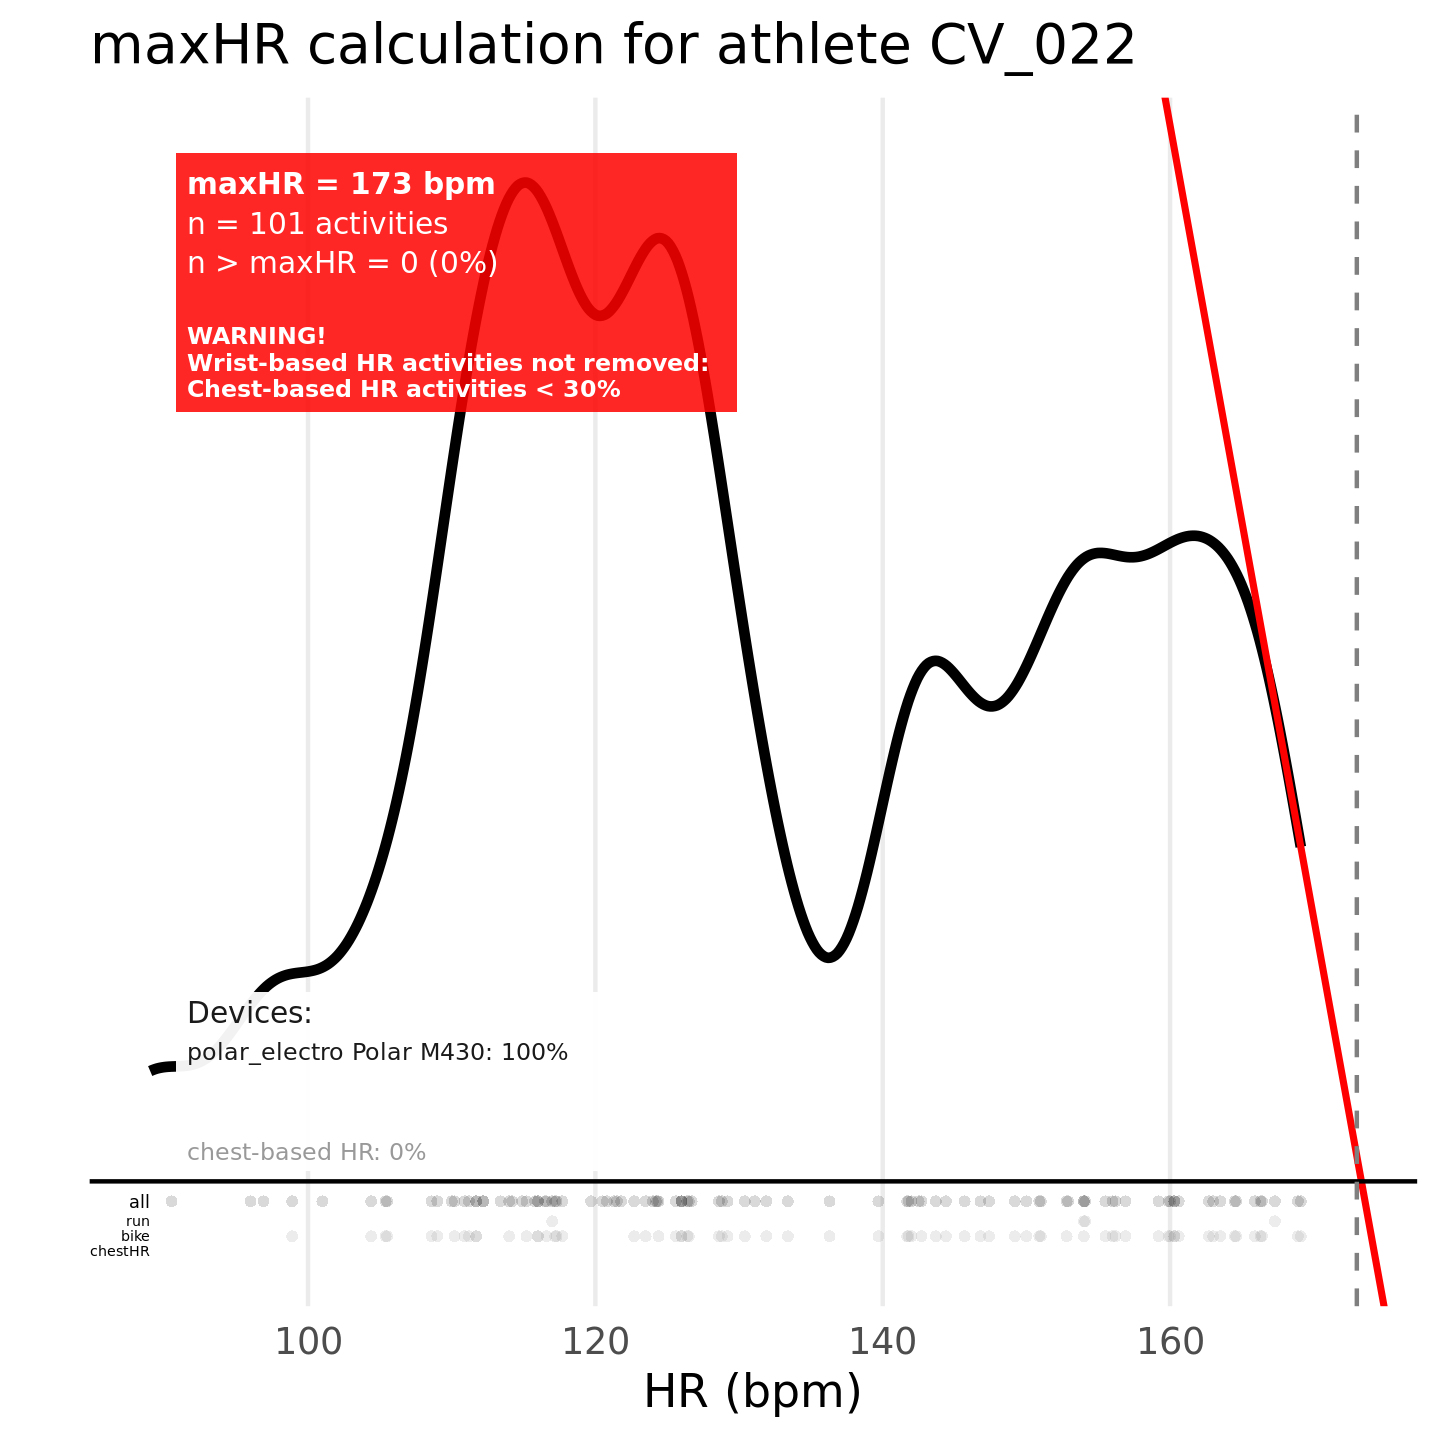 maxHR calculation for athlete CV_022
maxHR = 173 bpm
n = 101 activities
n > maxHR = 0 (0%)
WARNING!
Wrist-based HR activities not removed:
Chest-based HR activities < 30%
Devices:
polar_electro Polar M430: 100%
chest-based HR: 0%
all
run
bike
chestHR
100 120 140 160
HR (bpm)